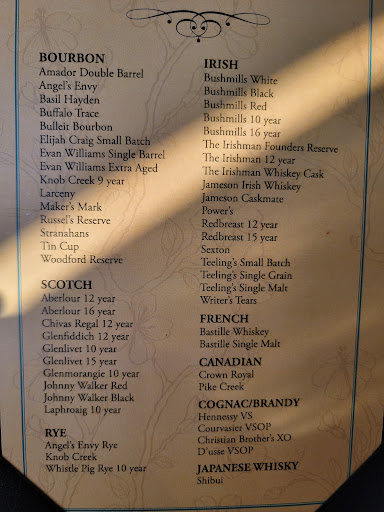 BOURBON
Amador Double Barrel
Angel's Envy
Basil Hayden
Buffalo Trace
Bulleit Bourbon
Elijah Craig Small Batch
Evan Williams Single Barrel
Evan Williams Extra Aged
Knob Creek 9 year
Larceny
Maker's Mark
Russel's Reserve
Stranahans
Tin Cup
Woodford Reserve
SCOTCH
Aberlour 12 year
Aberlour 16 year
Chivas Regal 12 year
Glenfiddich 12 year
Glenlivet 10 year
Glenlivet 15 year
Glenmorangie 10 year
Johnny Walker Red
Johnny Walker Black
Laphroaig 10 year
RYE
Angel's Envy Rye
Knob Creek
Whistle Pig Rye 10 year
IRISH
Bushmills White
Bushmills Black
Bushmills Red
Bushmills 10 year
Bushmills 16 year
The Irishman Founders Reserve
The Irishman 12 year
The Irishman Whiskey Cask
Jameson Irish Whiskey
Jameson Caskmate
Power's
Redbreast 12 year
Redbreast 15 year
Sexton
Teeling's Small Batch
Teeling's Single Grain
Teeling's Single Malt
Writer's Tears
FRENCH
Bastille Whiskey
Bastille Single Malt
CANADIAN
Crown Royal
Pike Creek
COGNAC/BRANDY
Hennessy VS
Courvasier VSOP
Christian Brother's XO
D'usse VSOP
JAPANESE WHISKY
Shibui